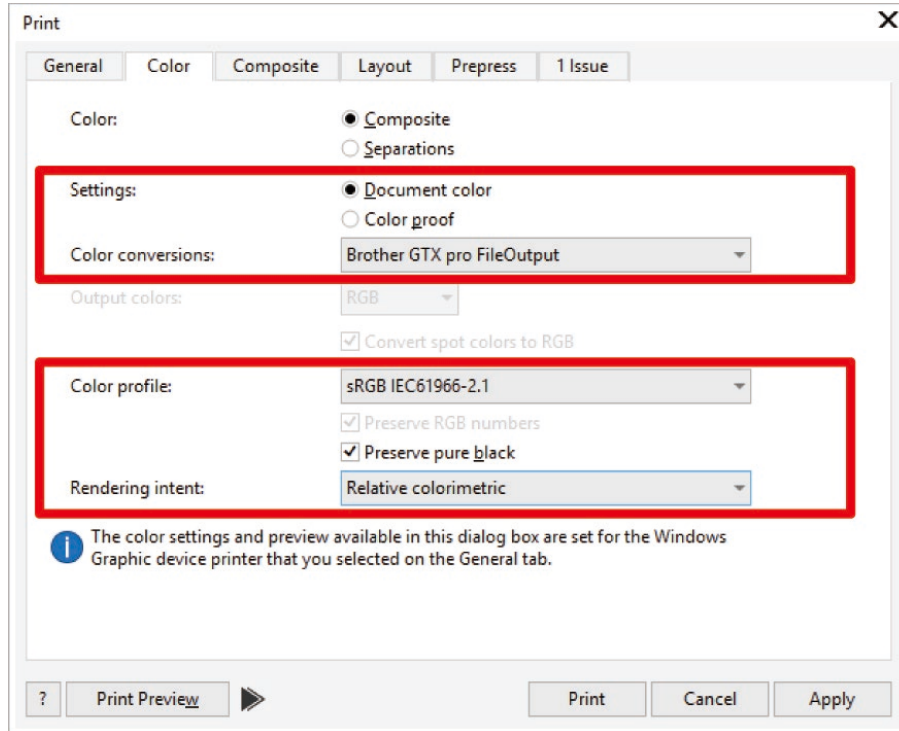 Print
General Color Composite Layout Prepress 1 Issue
Color: Composite
Separations
Settings: Document color
Color proof
Color conversions: Brother GTX pro FileOutput
Output colors: RGB
Convert spot colors to RGB
Color profile: sRGB IEC61966-2.1
Preserve RGB numbers
Preserve pure black
Rendering intent: Relative colorimetric
The color settings and preview available in this dialog box are set for the Windows
Graphic device printer that you selected on the General tab.
? Print Preview Print Cancel Apply